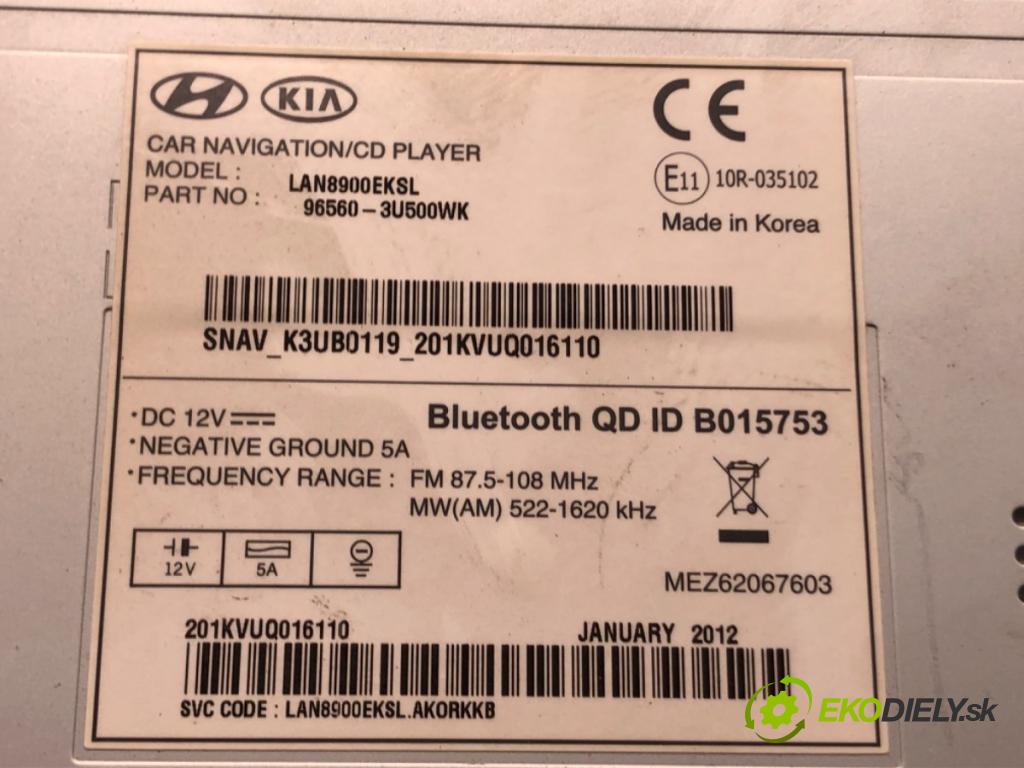 KIA
CE
CAR NAVIGATION/CD PLAYER
MODEL : LAN8900EKSL
PART NO : 96560-3U500WK
E11 10R-035102
Made in Korea
SNAV_K3UB0119_201KVUQ016110
·DC 12V
Bluetooth QD ID B015753
·NEGATIVE GROUND 5A
·FREQUENCY RANGE : FM 87.5-108 MHz
MW(AM) 522-1620 kHz
12V 5A
MEZ62067603
201KVUQ016110 JANUARY 2012
SVC CODE : LAN8900EKSL.AKORKKB
EKODIELY.sk